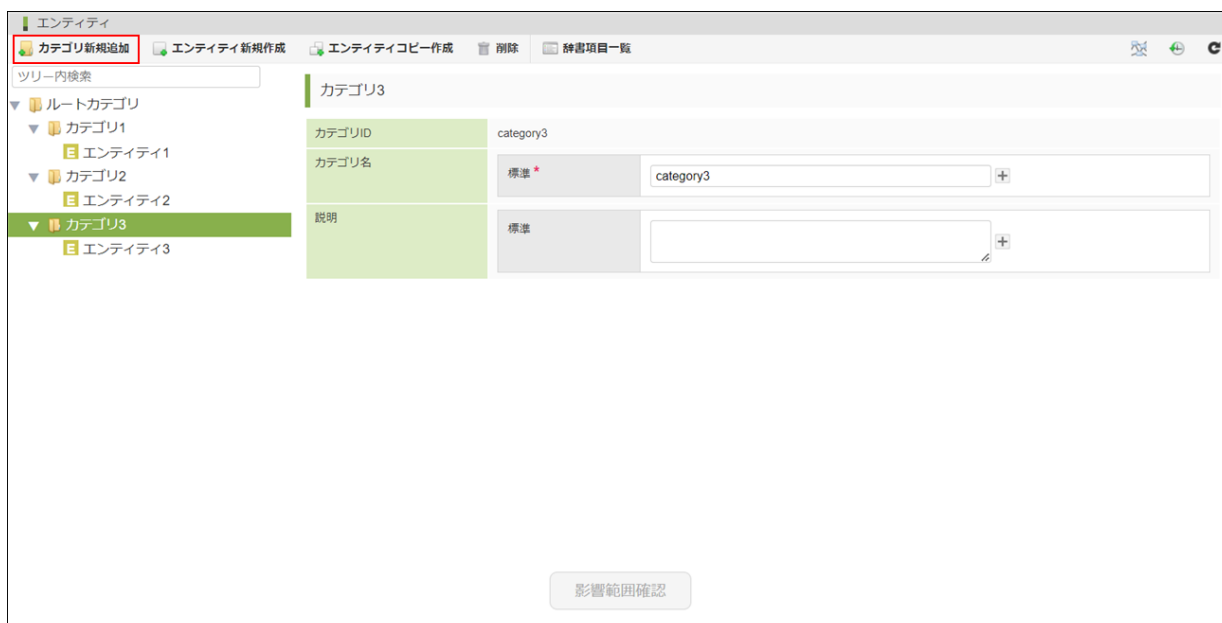 エンティティ
カテゴリ新規追加 エンティティ新規作成 エンティティコピー作成 削除 辞書項目一覧
ツリー内検索
ルートカテゴリ
カテゴリ1
E エンティティ1
カテゴリ2
E エンティティ2
カテゴリ3
E エンティティ3
カテゴリ3
カテゴリID category3
カテゴリ名 標準 * category3
説明 標準
影響範囲確認